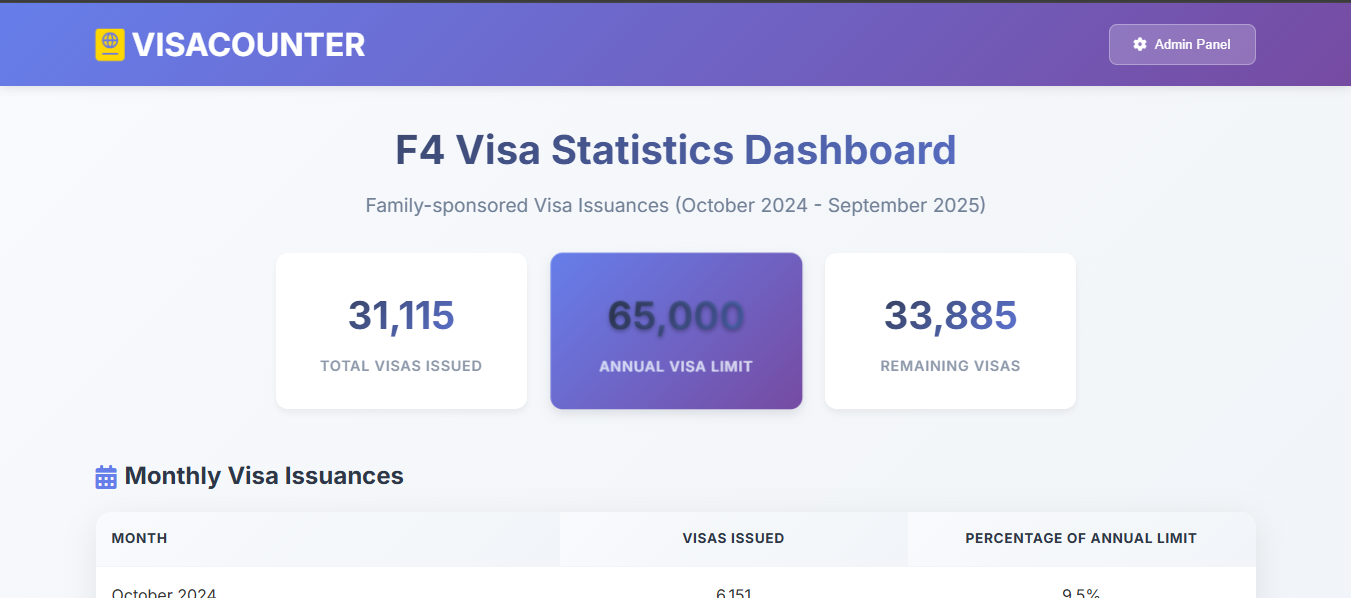 VISACOUNTER
Admin Panel
F4 Visa Statistics Dashboard
Family-sponsored Visa Issuances (October 2024 - September 2025)
31,115
TOTAL VISAS ISSUED
65,000
ANNUAL VISA LIMIT
33,885
REMAINING VISAS
Monthly Visa Issuances
MONTH VISAS ISSUED PERCENTAGE OF ANNUAL LIMIT
October 2024 6,151 9.5%